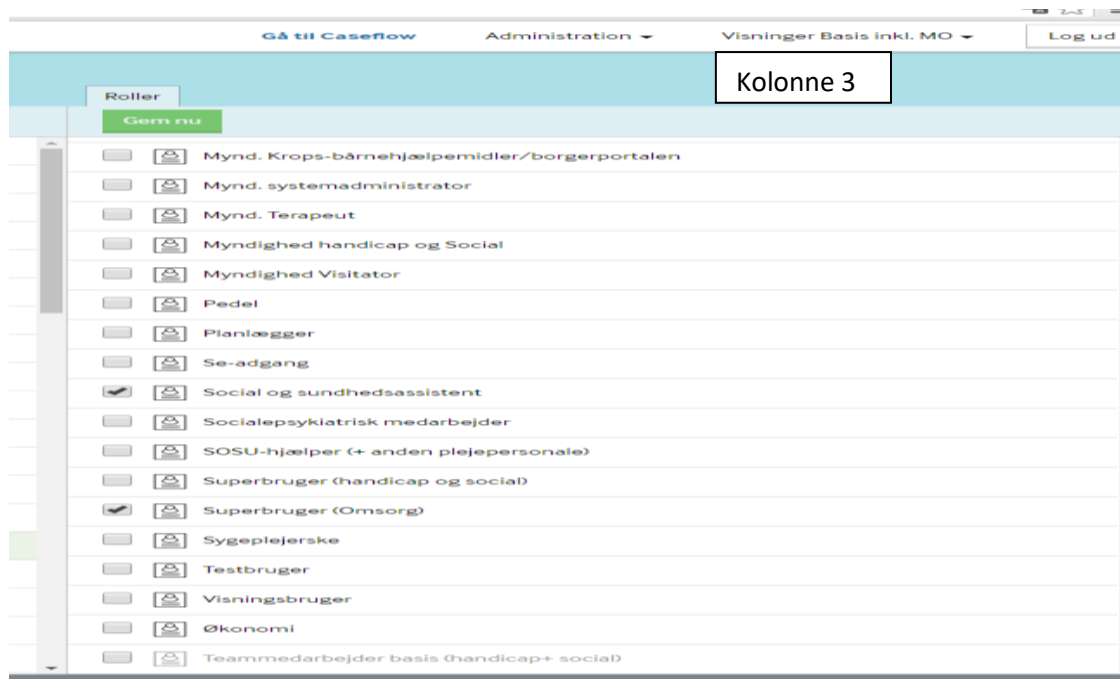 Gå til Caseflow Administration Visninger Basis inkl. MO Log ud
Kolonne 3
Roller
Gem nu
Mynd. Krops-bårnehjælpemidler/borgerportalen
Mynd. systemadministrator
Mynd. Terapeut
Myndighed handicap og Social
Myndighed Visitator
Pedel
Planlægger
Se-adgang
Social og sundhedsassistent
Socialepsykiatrisk medarbejder
SOSU-hjælper (+ anden plejepersonale)
Superbruger (handicap og social)
Superbruger (Omsorg)
Sygeplejerske
Testbruger
Visningsbruger
Økonomi
Teammedarbejder basis (handicap+ social)